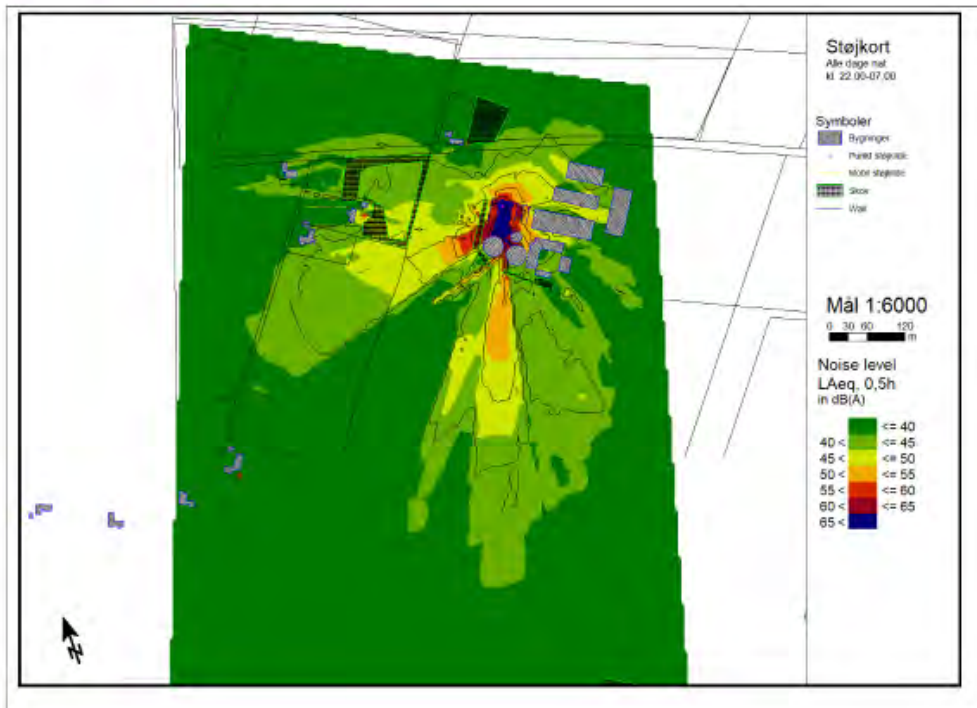 Støjkort
Alle dage nat
kl. 22.00-07.00
Symboler
Bygninger
Punkt støjkilde
Mobil støjkilde
Skov
Wall
Mål 1:6000
0 30 60 120
m
Noise level
LAeq, 0,5h
in dB(A)
<= 40
40 < <= 45
45 < <= 50
50 < <= 55
55 < <= 60
60 < <= 65
65 <
N